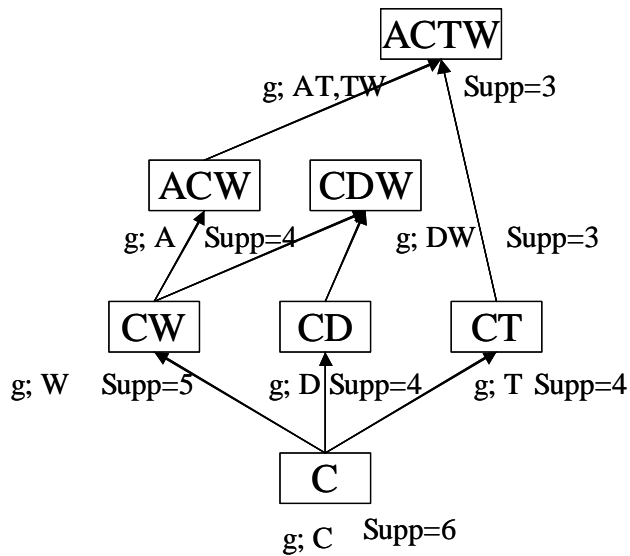 ACTW
g; AT,TW Supp=3
ACW CDW
g; A Supp=4 g; DW Supp=3
CW CD CT
g; W Supp=5 g; D Supp=4 g; T Supp=4
C
g; C Supp=6